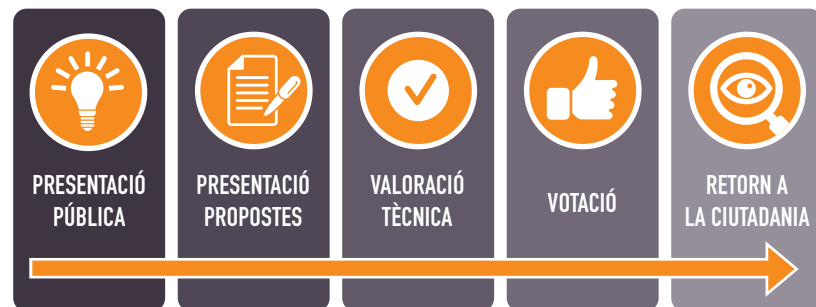 PRESENTACIÓ
PÚBLICA
PRESENTACIÓ
PROPOSTES
VALORACIÓ
TÈCNICA
VOTACIÓ
RETORN A
LA CIUTADANIA